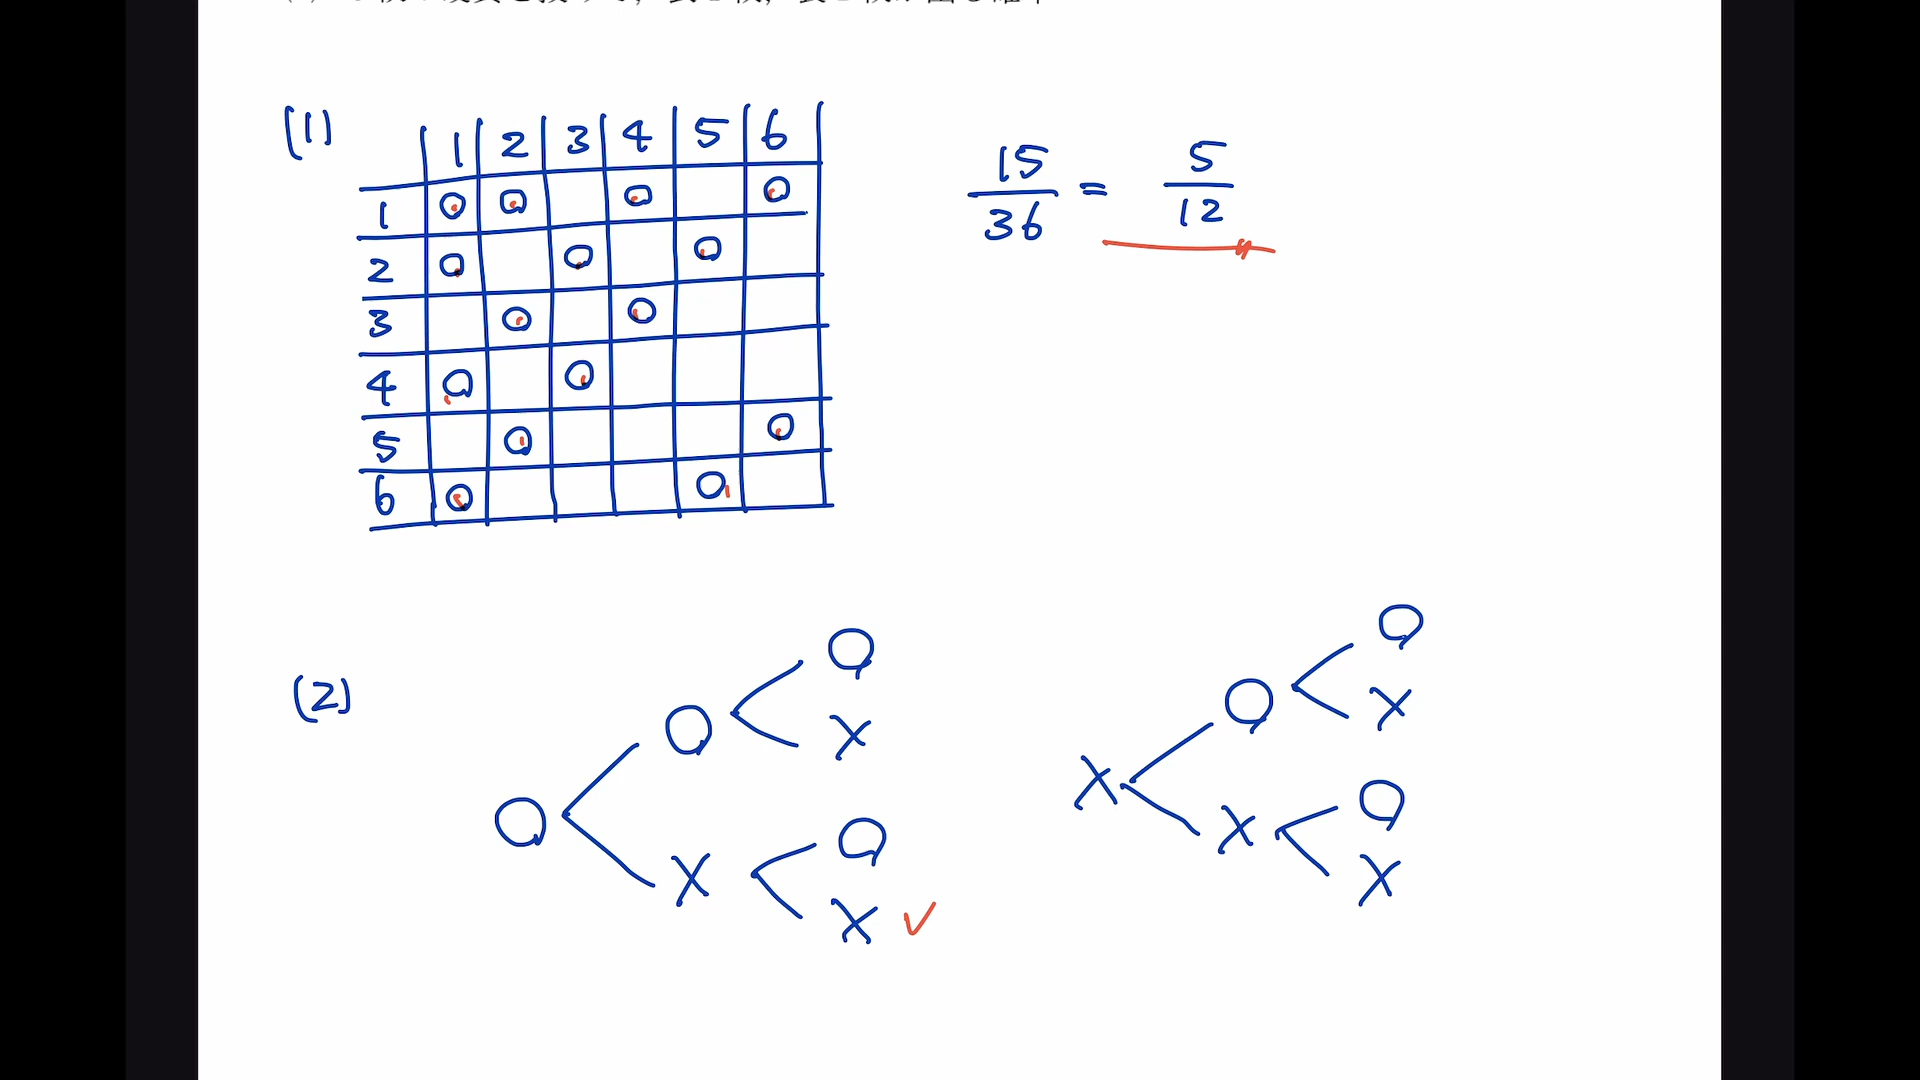 (1)
1 2 3 4 5 6
1 O O O O
2 O O O
3 O O
4 O O
5 O O
6 O O
15/36 = 5/12
(2)
O O O
X
X O
X ✓
X O O
X
X O
X